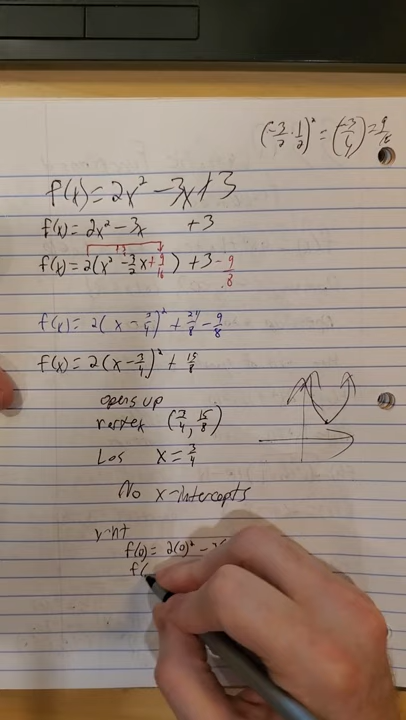 (-3/2 · 1/2)² = (-3/4)² = 9/16
f(x) = 2x² - 3x + 3
f(x) = 2x² - 3x + 3
f(x) = 2(x² - 3/2x + 9/16) + 3 - 9/8
f(x) = 2(x - 3/4)² + 24/8 - 9/8
f(x) = 2(x - 3/4)² + 15/8
opens up
vertex (3/4, 15/8)
Los x = 3/4
No x-intercepts
y-int
f(0) = 2(0)² - 3(
f(